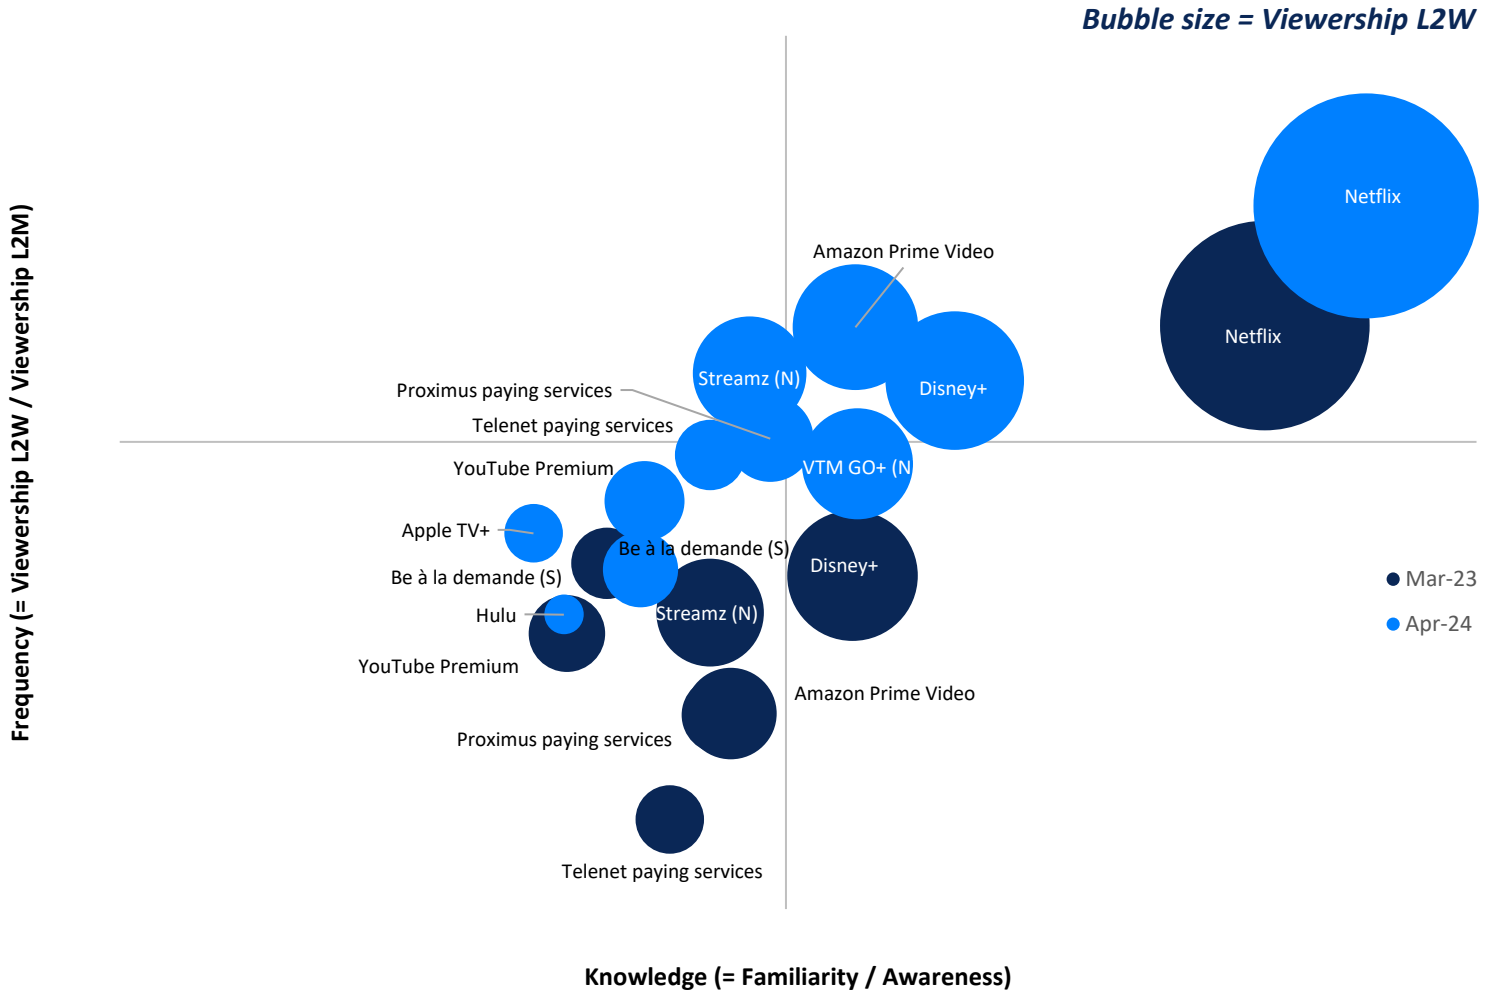 Bubble size = Viewership L2W
Frequency (= Viewership L2W / Viewership L2M)
Netflix
Amazon Prime Video
Netflix
Streamz (N)
Disney+
Proximus paying services
Telenet paying services
YouTube Premium
VTM GO+ (N
Apple TV+
Be à la demande (S)
Disney+
Be à la demande (S)
Mar-23
Hulu
Streamz (N)
Apr-24
YouTube Premium
Amazon Prime Video
Proximus paying services
Telenet paying services
Knowledge (= Familiarity / Awareness)